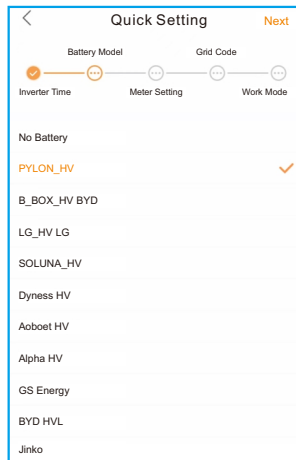 Quick Setting Next
Battery Model Grid Code
Inverter Time Meter Setting Work Mode
No Battery
PYLON_HV
B_BOX_HV BYD
LG_HV LG
SOLUNA_HV
Dyness HV
Aoboet HV
Alpha HV
GS Energy
BYD HVL
Jinko